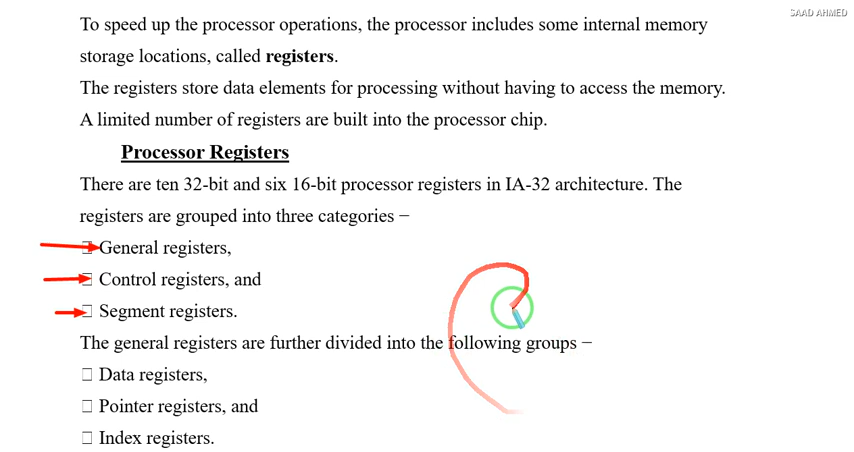 SAAD AHMED
To speed up the processor operations, the processor includes some internal memory
storage locations, called registers.
The registers store data elements for processing without having to access the memory.
A limited number of registers are built into the processor chip.
Processor Registers
There are ten 32-bit and six 16-bit processor registers in IA-32 architecture. The
registers are grouped into three categories −
General registers,
Control registers, and
Segment registers.
The general registers are further divided into the following groups −
Data registers,
Pointer registers, and
Index registers.